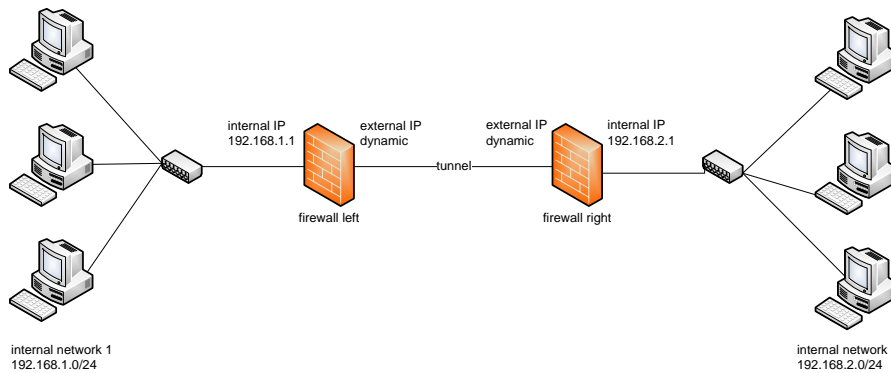 internal IP
192.168.1.1
external IP
dynamic
external IP
dynamic
internal IP
192.168.2.1
tunnel
firewall left
firewall right
internal network 1
192.168.1.0/24
internal network
192.168.2.0/24